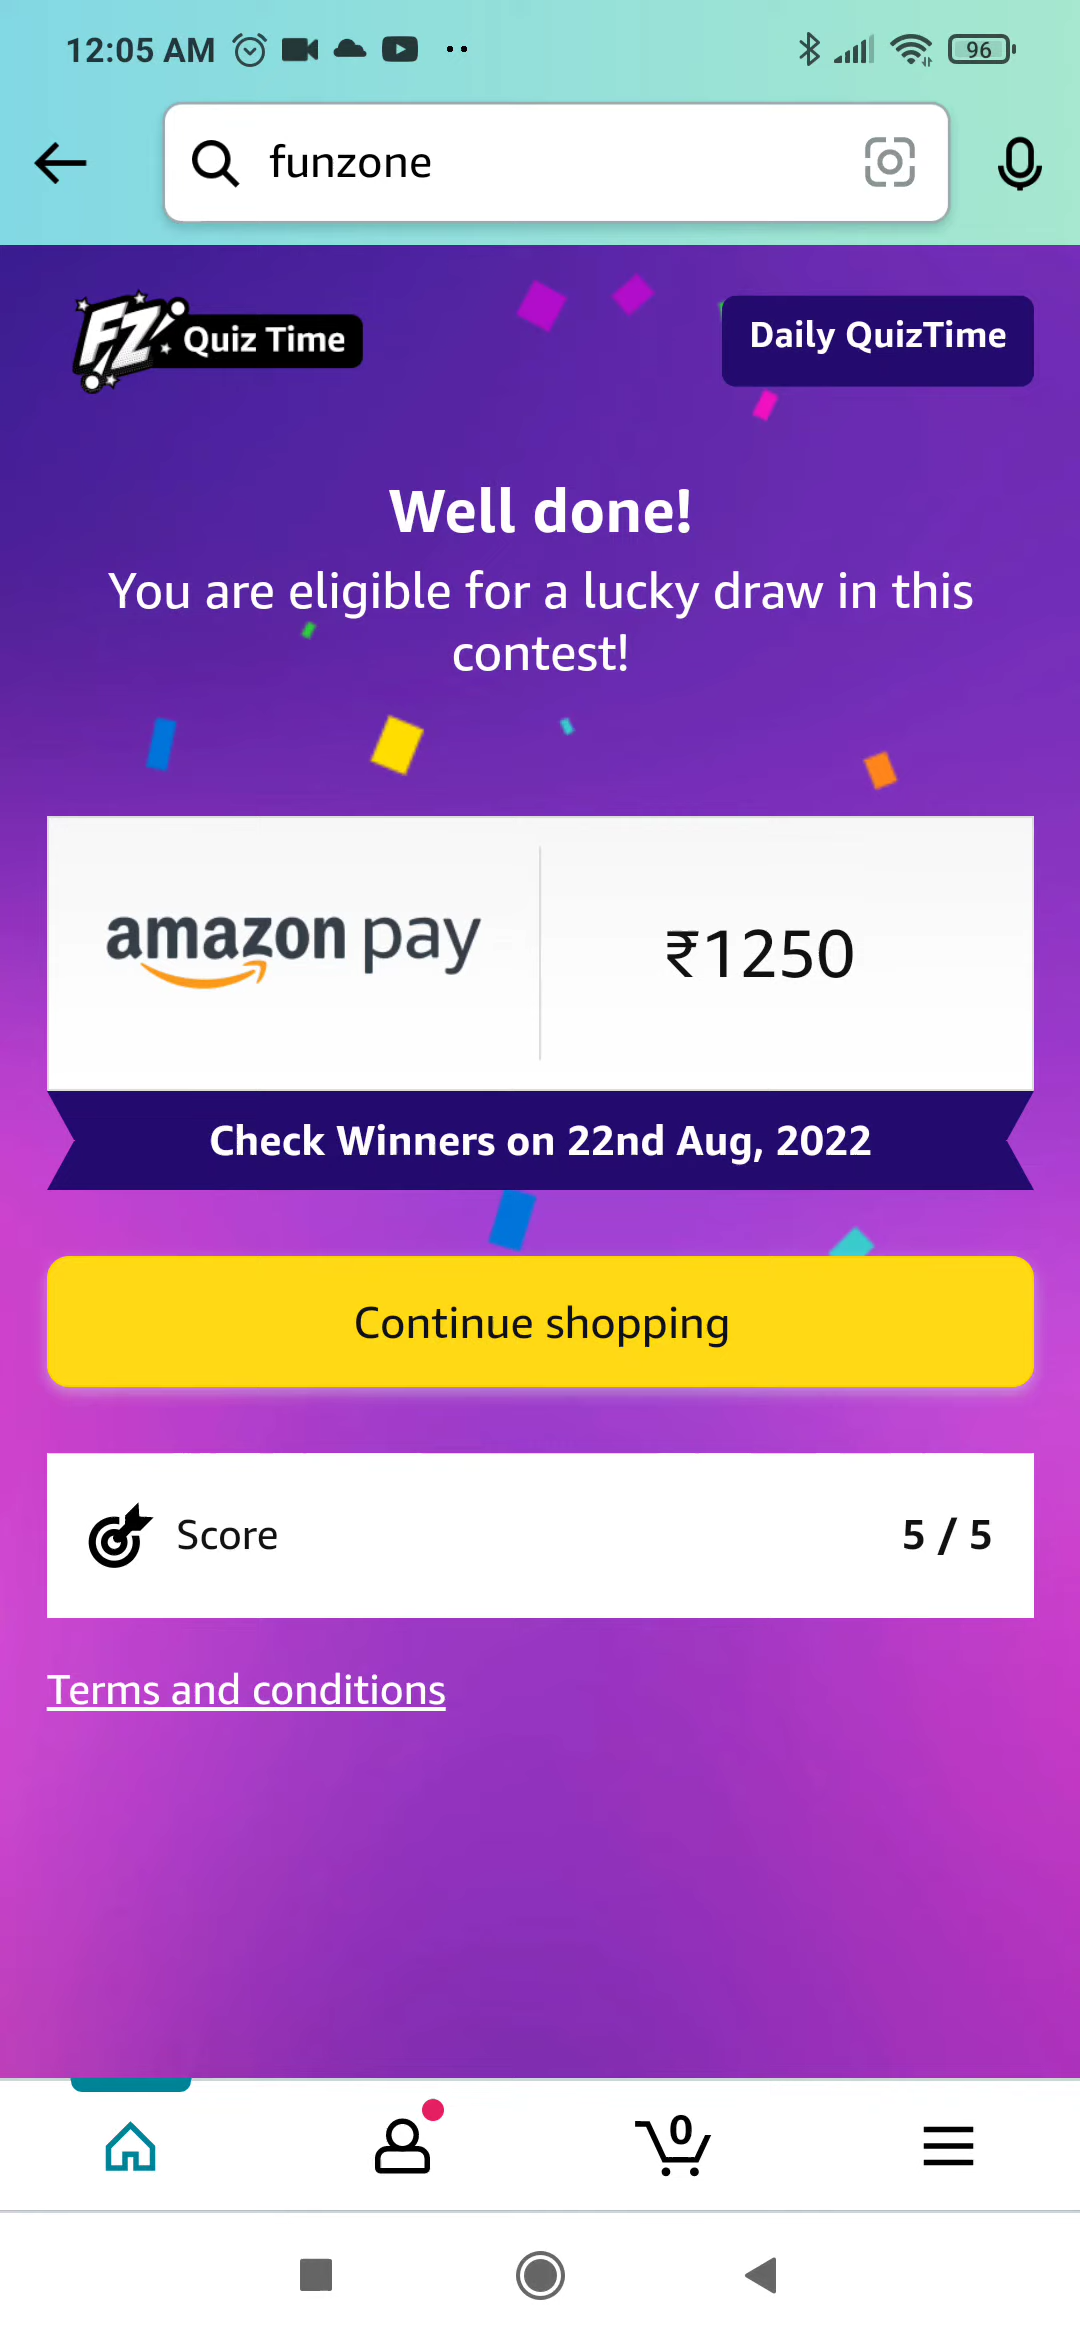 12:05 AM
96
funzone
FZ Quiz Time
Daily QuizTime
Well done!
You are eligible for a lucky draw in this
contest!
amazon pay
₹1250
Check Winners on 22nd Aug, 2022
Continue shopping
Score
5 / 5
Terms and conditions
0